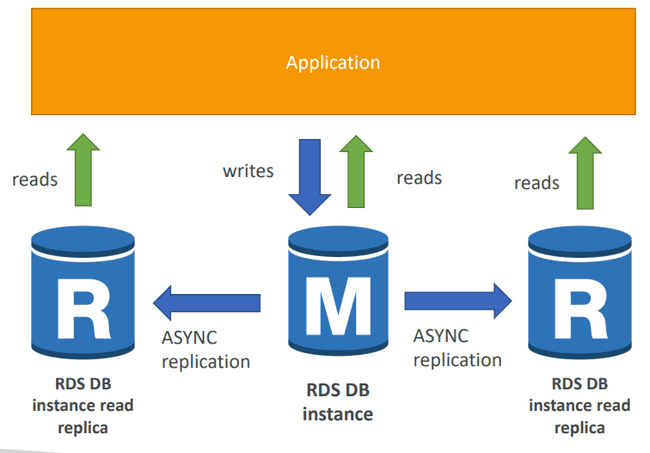 Application
reads
writes
reads
reads
R
M
R
ASYNC
replication
ASYNC
replication
RDS DB
instance read
replica
RDS DB
instance
RDS DB
instance read
replica